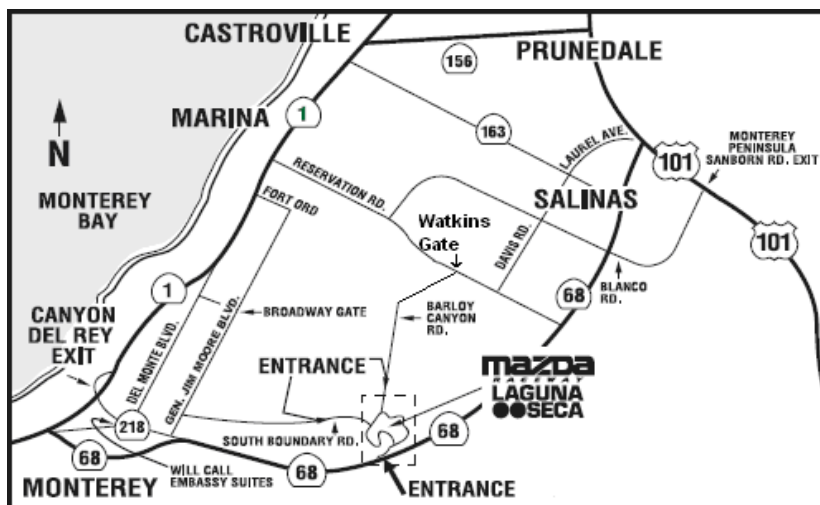 CASTROVILLE
PRUNEDALE
156
MARINA
1
163
LAUREL AVE.
101
MONTEREY
PENINSULA
SANBORN RD. EXIT
N
RESERVATION RD.
FORT ORD
SALINAS
MONTEREY
BAY
Watkins
Gate
DAVIS RD.
101
1
68
BLANCO
RD.
CANYON
DEL REY
EXIT
BROADWAY GATE
BARLOY
CANYON
RD.
DEL MONTE BLVD.
GEN. JIM MOORE BLVD.
ENTRANCE
mazda
RACEWAY
LAGUNA
SECA
218
SOUTH BOUNDARY RD.
68
68
68
WILL CALL
EMBASSY SUITES
MONTEREY
ENTRANCE